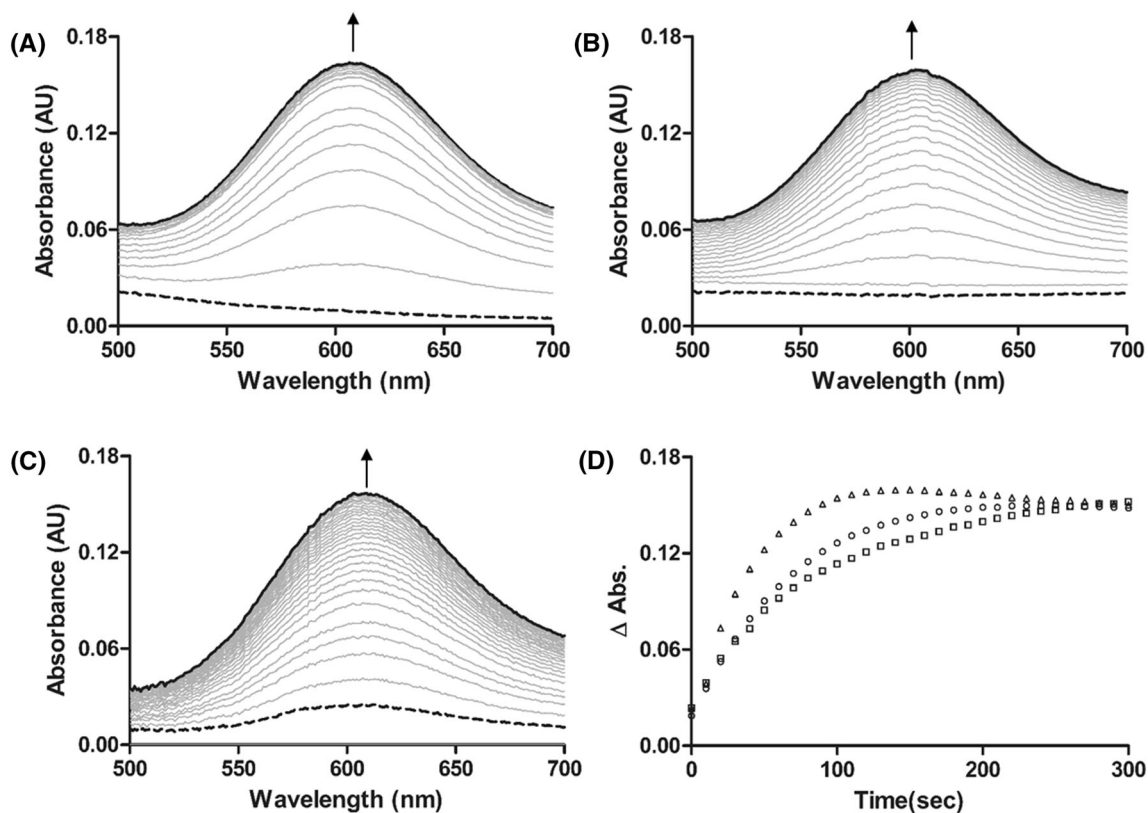 (A)
0.18
0.12
0.06
0.00
Absorbance (AU)
500 550 600 650 700
Wavelength (nm)
(B)
0.18
0.12
0.06
0.00
Absorbance (AU)
500 550 600 650 700
Wavelength (nm)
(C)
0.18
0.12
0.06
0.00
Absorbance (AU)
500 550 600 650 700
Wavelength (nm)
(D)
0.18
0.12
0.06
0.00
Δ Abs.
0 100 200 300
Time(sec)